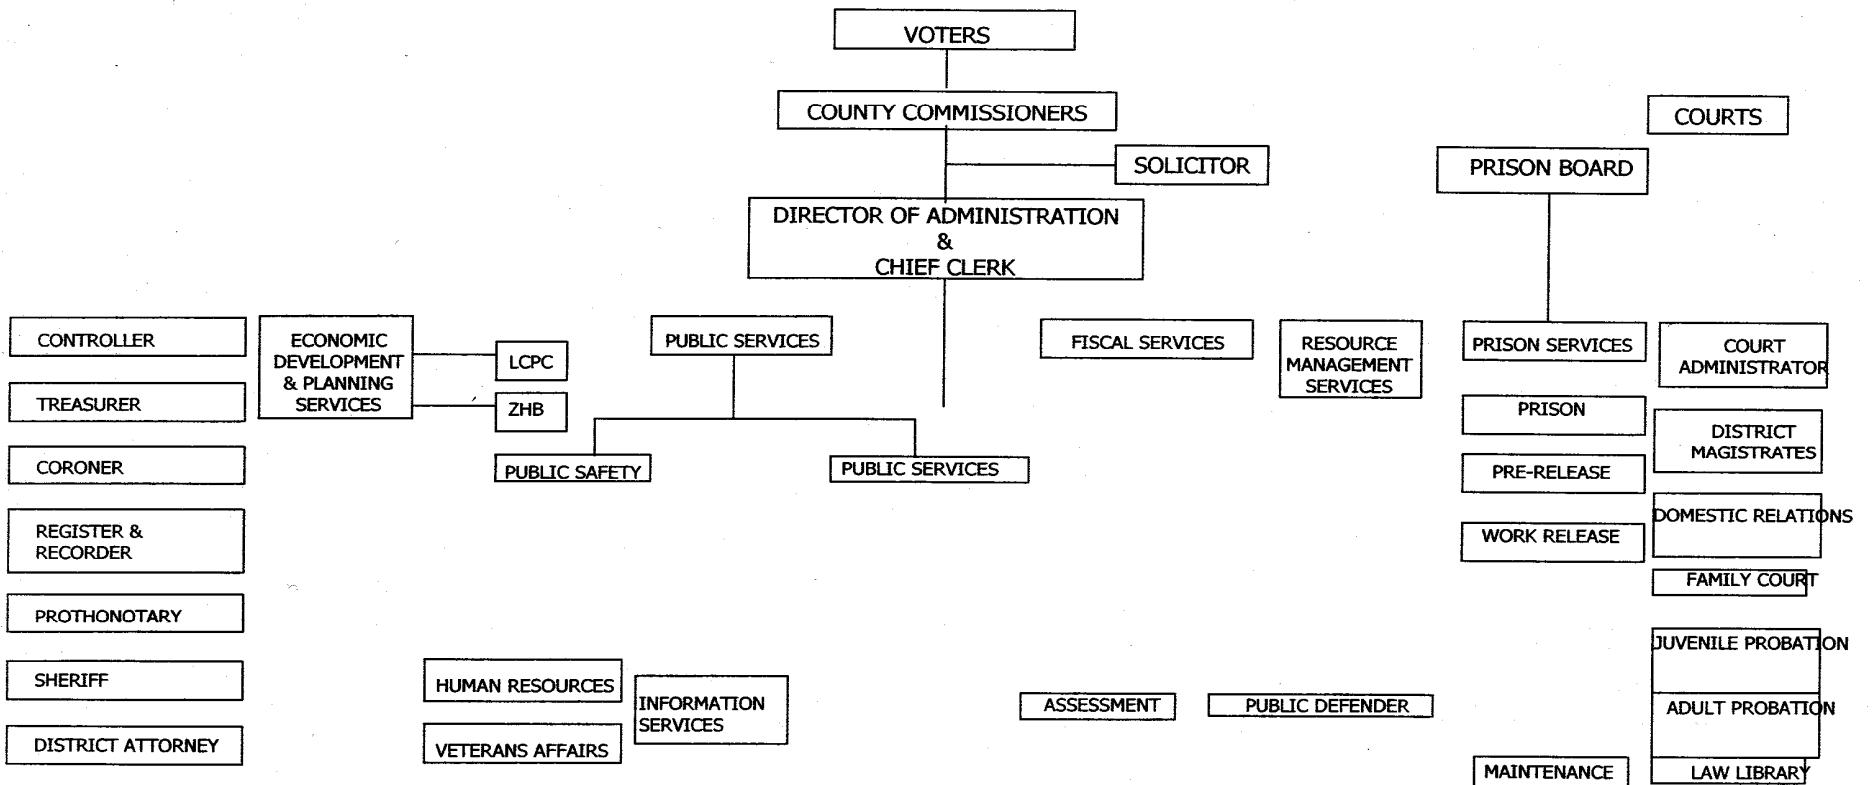 VOTERS
COUNTY COMMISSIONERS
COURTS
SOLICITOR
PRISON BOARD
DIRECTOR OF ADMINISTRATION
&
CHIEF CLERK
CONTROLLER
TREASURER
CORONER
REGISTER &
RECORDER
PROTHONOTARY
SHERIFF
DISTRICT ATTORNEY
ECONOMIC
DEVELOPMENT
& PLANNING
SERVICES
LCPC
ZHB
PUBLIC SERVICES
PUBLIC SAFETY
PUBLIC SERVICES
FISCAL SERVICES
RESOURCE
MANAGEMENT
SERVICES
PRISON SERVICES
PRISON
PRE-RELEASE
WORK RELEASE
COURT
ADMINISTRATOR
DISTRICT
MAGISTRATES
DOMESTIC RELATIONS
FAMILY COURT
JUVENILE PROBATION
ADULT PROBATION
LAW LIBRARY
HUMAN RESOURCES
VETERANS AFFAIRS
INFORMATION
SERVICES
ASSESSMENT
PUBLIC DEFENDER
MAINTENANCE